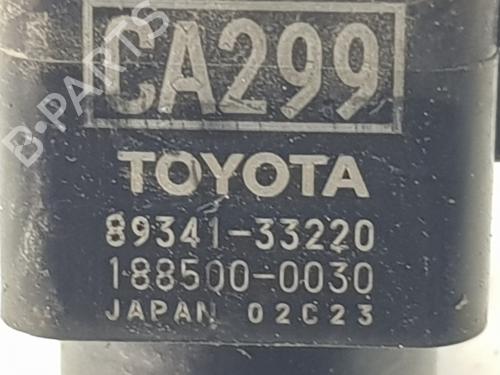 CA299
TOYOTA
89341-33220
188500-0030
JAPAN 02C23
B-PARTS